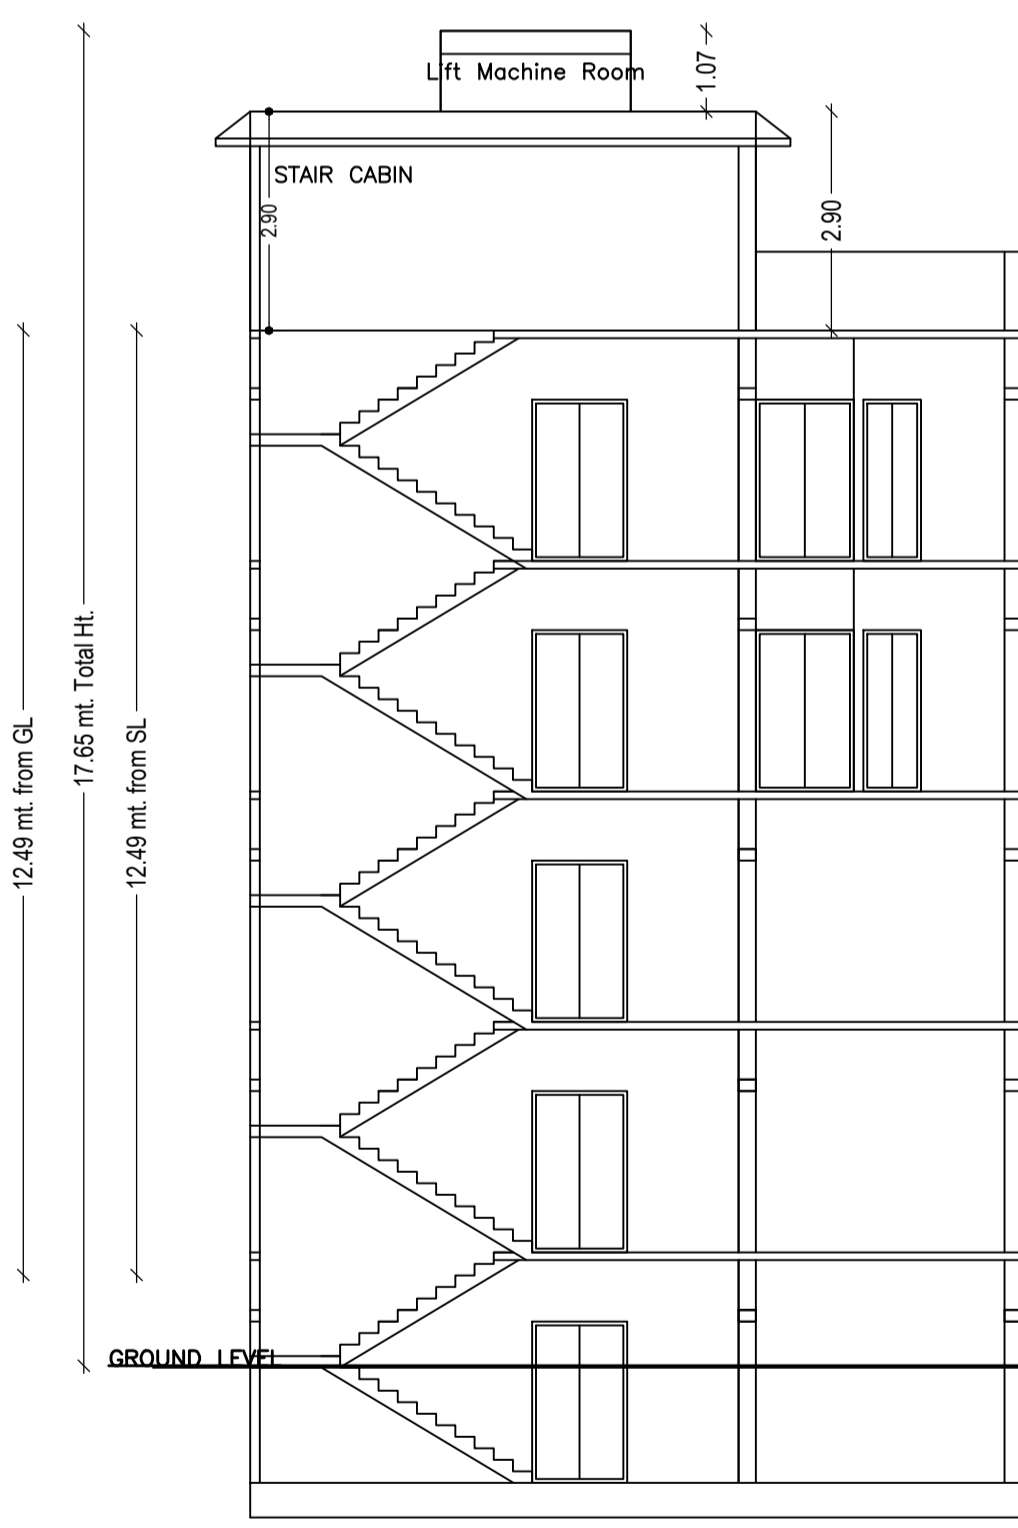 Lift Machine Room
1.07
STAIR CABIN
2.90
2.90
12.49 mt. from GL
17.65 mt. Total Ht.
12.49 mt. from SL
GROUND LEVEL